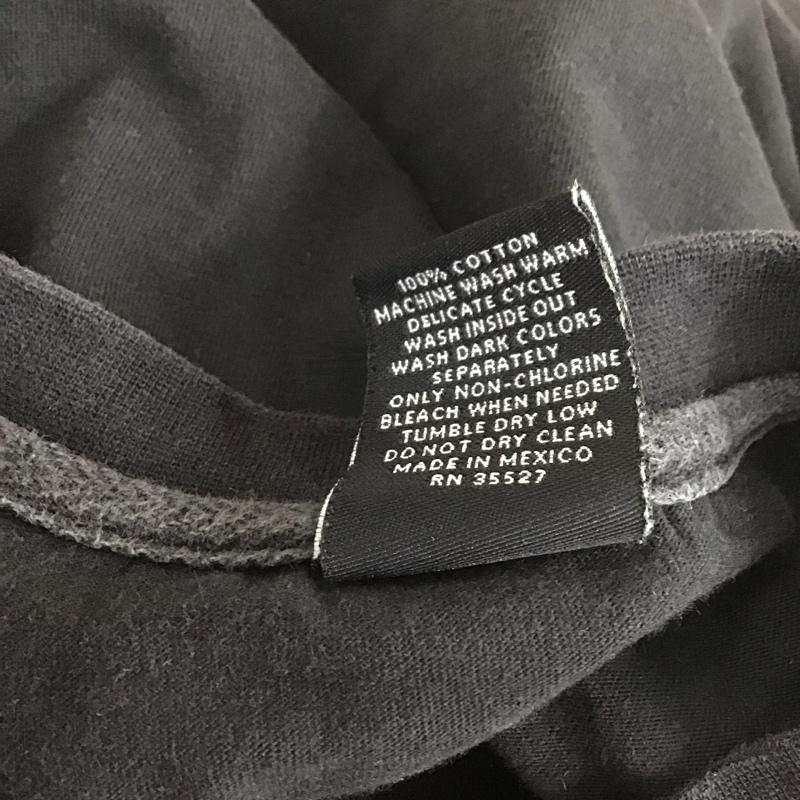 100% COTTON
MACHINE WASH WARM
DELICATE CYCLE
WASH INSIDE OUT
WASH DARK COLORS
SEPARATELY
ONLY NON-CHLORINE
BLEACH WHEN NEEDED
TUMBLE DRY LOW
DO NOT DRY CLEAN
MADE IN MEXICO
RN 35527